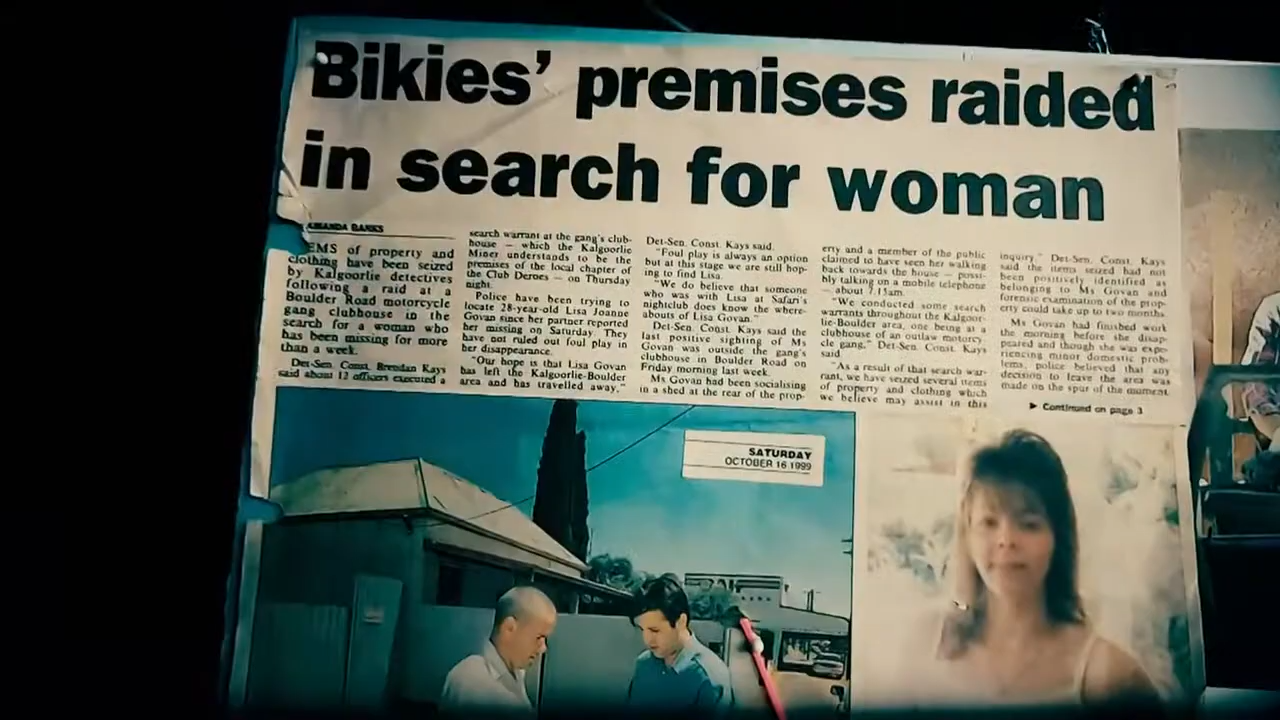 Bikies' premises raided
in search for woman
AMANDA BANKS
EMS of property and
clothing have been seized
by Kalgoorlie detectives
following a raid at a
Boulder Road motorcycle
gang clubhouse in the
search for a woman who
has been missing for more
than a week.
Det-Sen. Const. Brendan Kays
said about 12 officers executed a
search warrant at the gang's club-
house — which the Kalgoorlie
Miner understands to be the
premises of the local chapter of
the Club Deroes — on Thursday
night.
Police have been trying to
locate 28-year-old Lisa Joanne
Govan since her partner reported
her missing on Saturday. They
have not ruled out foul play in
her disappearance.
"Our hope is that Lisa Govan
has left the Kalgoorlie-Boulder
area and has travelled away,"
Det-Sen. Const. Kays said.
"Foul play is always an option
but at this stage we are still hop-
ing to find Lisa.
"We do believe that someone
who was with Lisa at Safari's
nightclub does know the where-
abouts of Lisa Govan."
Det-Sen. Const. Kays said the
last positive sighting of Ms
Govan was outside the gang's
clubhouse in Boulder Road on
Friday morning last week.
Ms Govan had been socialising
in a shed at the rear of the prop-
erty and a member of the public
claimed to have seen her walking
back towards the house — possi-
bly talking on a mobile telephone
— about 7.15am.
"We conducted some search
warrants throughout the Kalgoor-
lie-Boulder area, one being at a
clubhouse of an outlaw motorcy-
cle gang," Det-Sen. Const. Kays
said.
"As a result of that search war-
rant, we have seized several items
of property and clothing which
we believe may assist in this
inquiry." Det-Sen. Const. Kays
said the items seized had not
been positively identified as
belonging to Ms Govan and
forensic examination of the prop-
erty could take up to two months.
Ms Govan had finished work
the morning before she disap-
peared and though she was expe-
riencing minor domestic prob-
lems, police believed that any
decision to leave the area was
made on the spur of the moment.
► Continued on page 3
SATURDAY
OCTOBER 16 1999